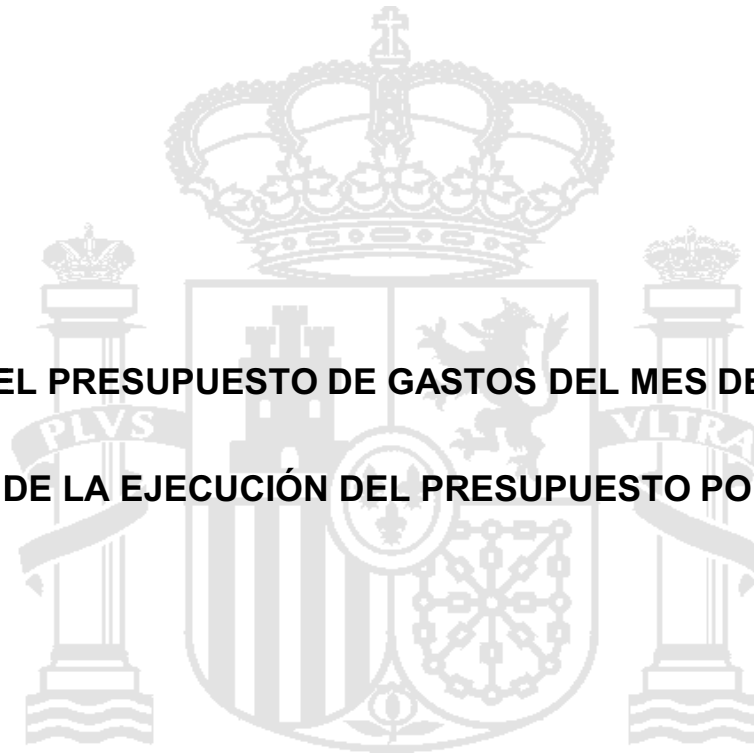 EL PRESUPUESTO DE GASTOS DEL MES DE
DE LA EJECUCIÓN DEL PRESUPUESTO PO
PLVS
VLTRA